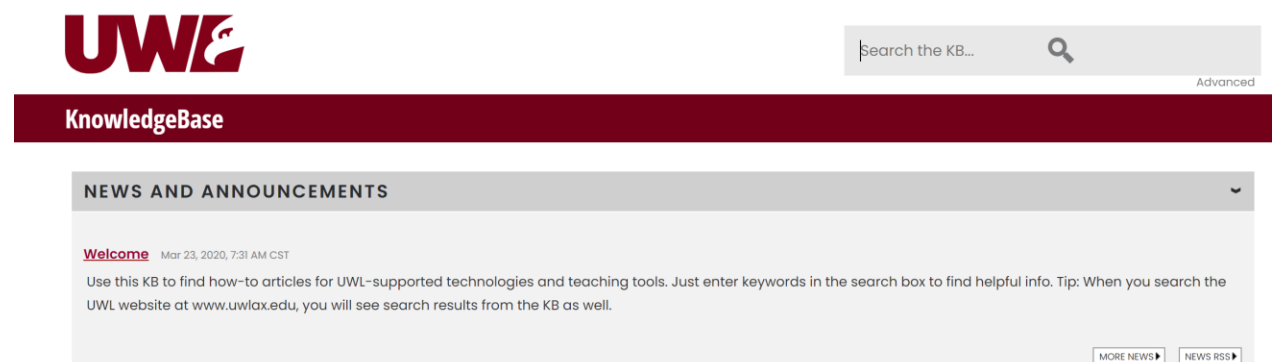 UWL
Search the KB...
Advanced
KnowledgeBase
NEWS AND ANNOUNCEMENTS
Welcome Mar 23, 2020, 7:31 AM CST
Use this KB to find how-to articles for UWL-supported technologies and teaching tools. Just enter keywords in the search box to find helpful info. Tip: When you search the
UWL website at www.uwlax.edu, you will see search results from the KB as well.
MORE NEWS NEWS RSS